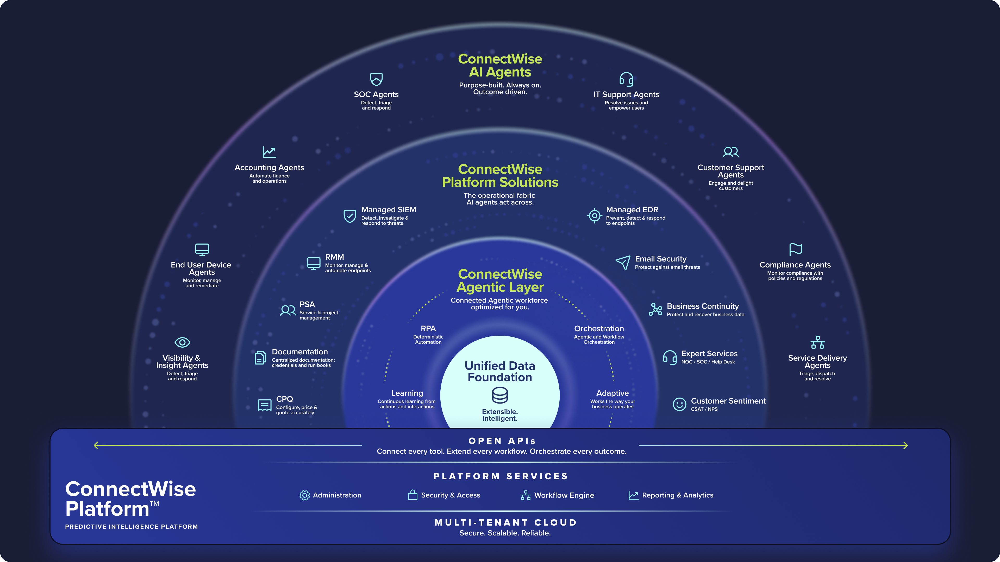 ConnectWise
AI Agents
Purpose-built. Always on.
Outcome driven.
SOC Agents
Detect, triage
and respond
IT Support Agents
Resolve issues and
empower users
Accounting Agents
Automate finance
and operations
Customer Support
Agents
Engage and delight
customers
End User Device
Agents
Monitor, manage
and remediate
Compliance Agents
Monitor compliance with
policies and regulations
Visibility &
Insight Agents
Detect, triage
and respond
Service Delivery
Agents
Triage, dispatch
and resolve
ConnectWise
Platform Solutions
The operational fabric
AI agents act across.
Managed SIEM
Detect, investigate &
respond to threats
Managed EDR
Prevent, detect & respond
to endpoints
RMM
Monitor, manage &
automate endpoints
Email Security
Protect against email threats
PSA
Service & project
management
Business Continuity
Protect and recover business data
Documentation
Centralized documentation;
credentials and run books
Expert Services
NOC / SOC / Help Desk
CPQ
Configure, price &
quote accurately
Customer Sentiment
CSAT / NPS
ConnectWise
Agentic Layer
Connected Agentic workforce
optimized for you.
RPA
Deterministic
Automation
Orchestration
Agentic and Workflow
Orchestration
Learning
Continuous learning from
actions and interactions
Adaptive
Works the way your
business operates
Unified Data
Foundation
Extensible.
Intelligent.
OPEN APIs
Connect every tool. Extend every workflow. Orchestrate every outcome.
PLATFORM SERVICES
Administration
Security & Access
Workflow Engine
Reporting & Analytics
MULTI-TENANT CLOUD
Secure. Scalable. Reliable.
ConnectWise
Platform™
PREDICTIVE INTELLIGENCE PLATFORM